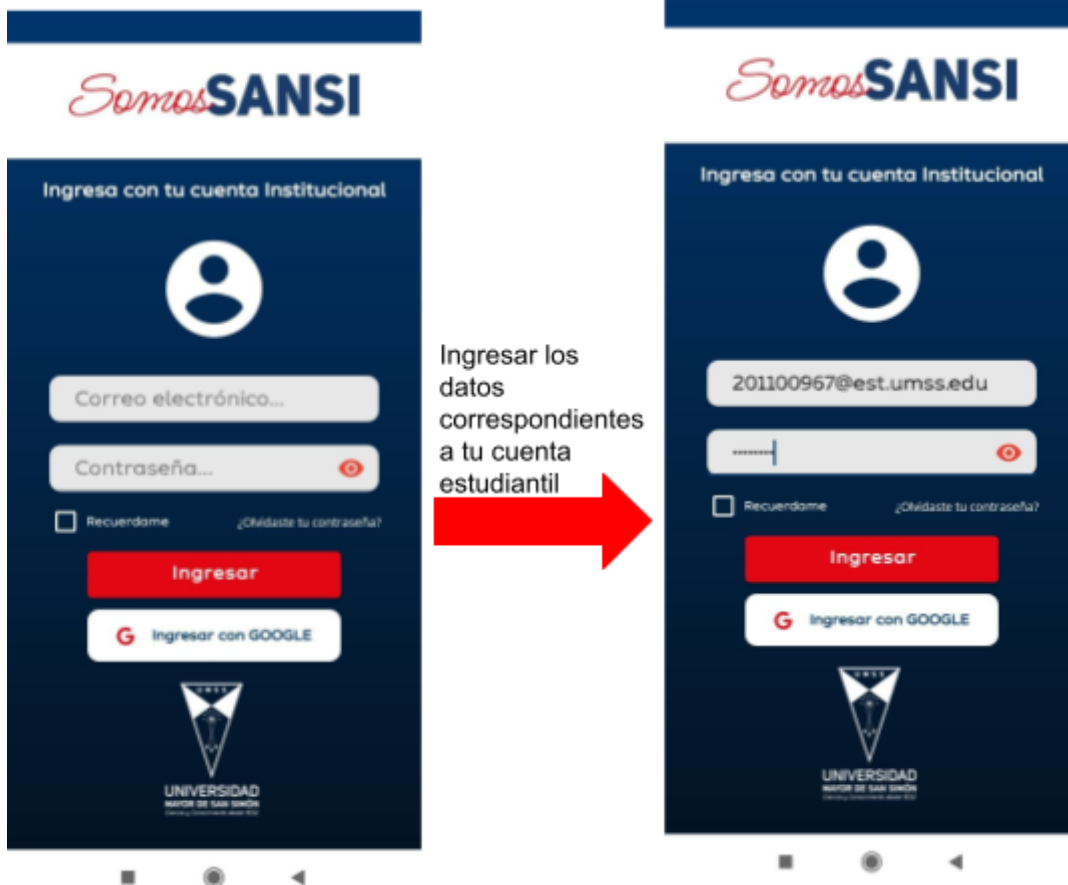 SomosSANSI
Ingresa con tu cuenta Institucional
Correo electrónico...
Contraseña...
Recuerdame ¿Olvidaste tu contraseña?
Ingresar
G Ingresar con GOOGLE
UMSS
UNIVERSIDAD
MAYOR DE SAN SIMÓN
Ingresar los
datos
correspondientes
a tu cuenta
estudiantil
SomosSANSI
Ingresa con tu cuenta Institucional
201100967@est.umss.edu
Recuerdame ¿Olvidaste tu contraseña?
Ingresar
G Ingresar con GOOGLE
UMSS
UNIVERSIDAD
MAYOR DE SAN SIMÓN